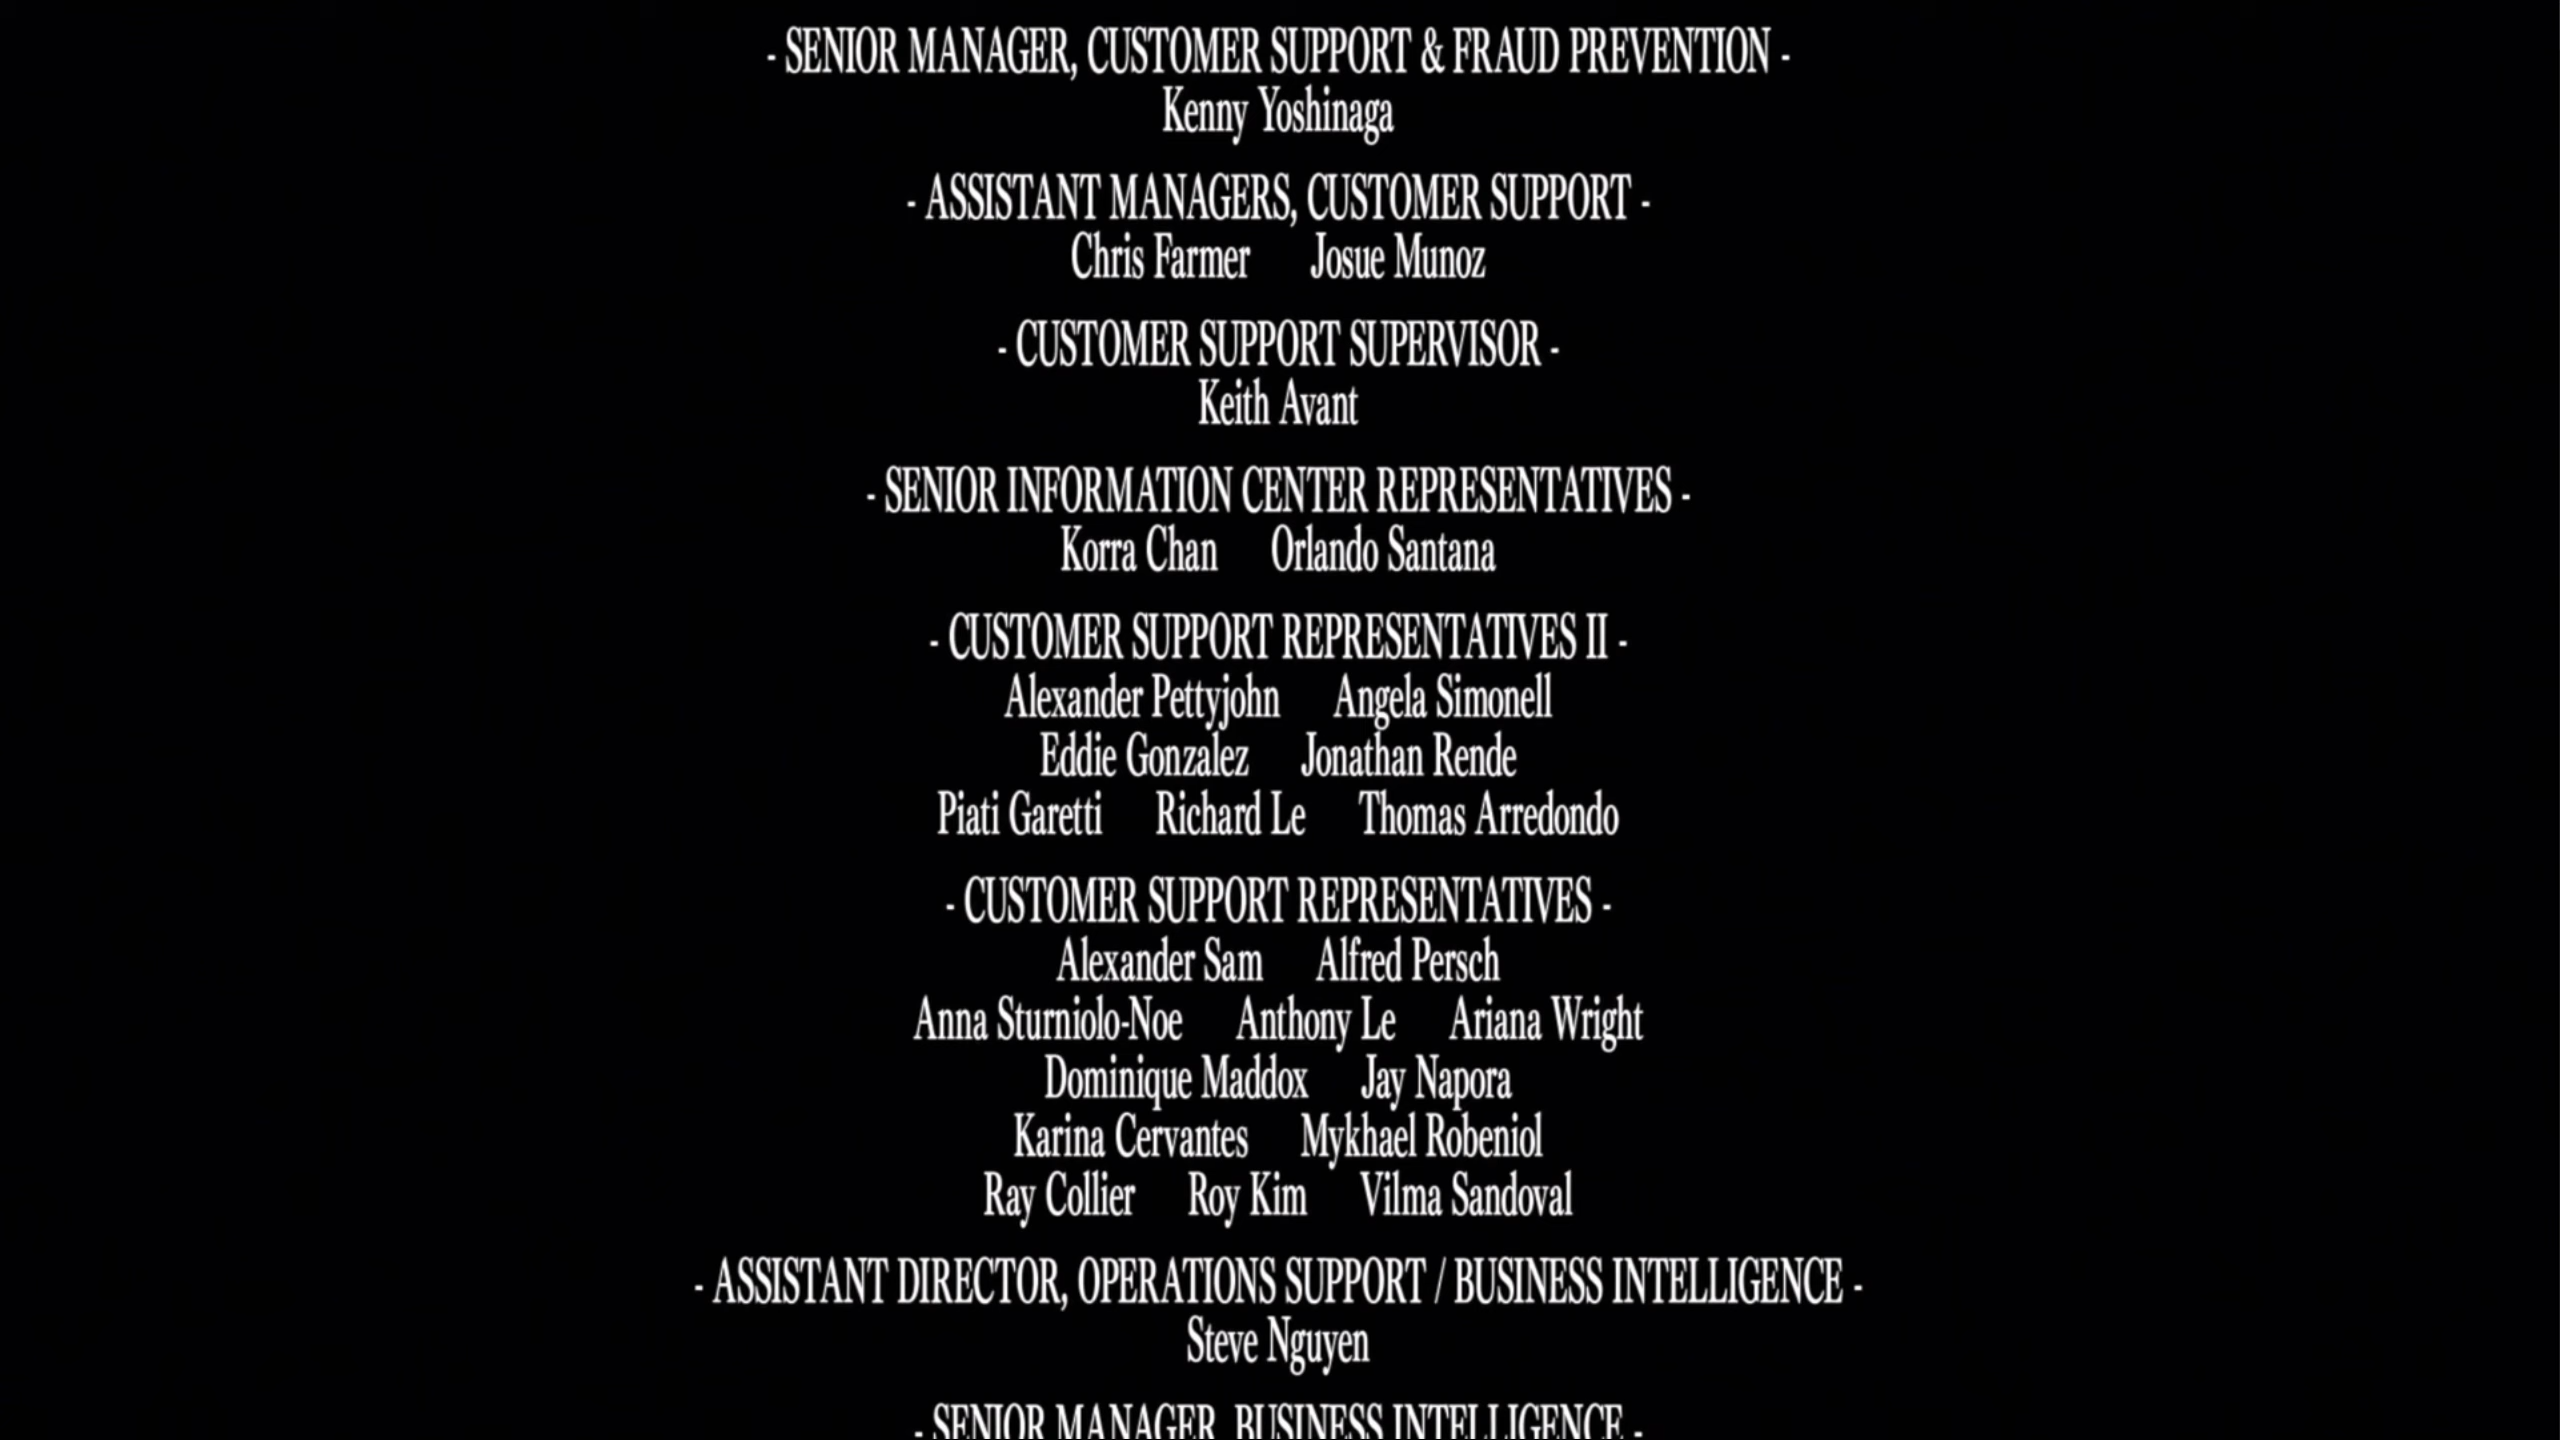 - SENIOR MANAGER, CUSTOMER SUPPORT & FRAUD PREVENTION -
Kenny Yoshinaga
- ASSISTANT MANAGERS, CUSTOMER SUPPORT -
Chris Farmer Josue Munoz
- CUSTOMER SUPPORT SUPERVISOR -
Keith Avant
- SENIOR INFORMATION CENTER REPRESENTATIVES -
Korra Chan Orlando Santana
- CUSTOMER SUPPORT REPRESENTATIVES II -
Alexander Pettyjohn Angela Simonell
Eddie Gonzalez Jonathan Rende
Piati Garetti Richard Le Thomas Arredondo
- CUSTOMER SUPPORT REPRESENTATIVES -
Alexander Sam Alfred Persch
Anna Sturniolo-Noe Anthony Le Ariana Wright
Dominique Maddox Jay Napora
Karina Cervantes Mykhael Robeniol
Ray Collier Roy Kim Vilma Sandoval
- ASSISTANT DIRECTOR, OPERATIONS SUPPORT / BUSINESS INTELLIGENCE -
Steve Nguyen
- SENIOR MANAGER, BUSINESS INTELLIGENCE -